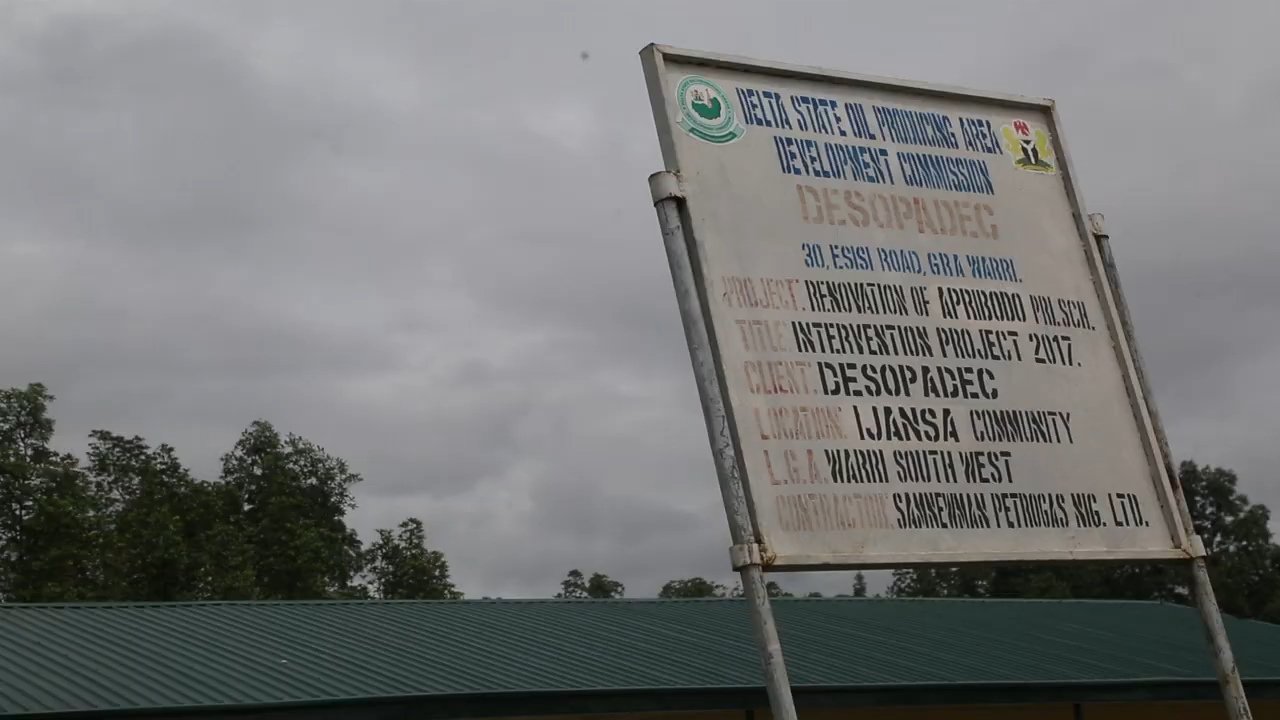 DELTA STATE OIL PRODUCING AREA
DEVELOPMENT COMMISSION
DESOPADEC
30, ESISI ROAD, GRA WARRI.
PROJECT: RENOVATION OF APRIBODO PRI. SCH.
TITLE: INTERVENTION PROJECT 2017.
CLIENT: DESOPADEC
LOCATION: IJANSA COMMUNITY
L.G.A. WARRI SOUTH WEST
CONTRACTOR: SAMNEWMAN PETROGAS NIG. LTD.